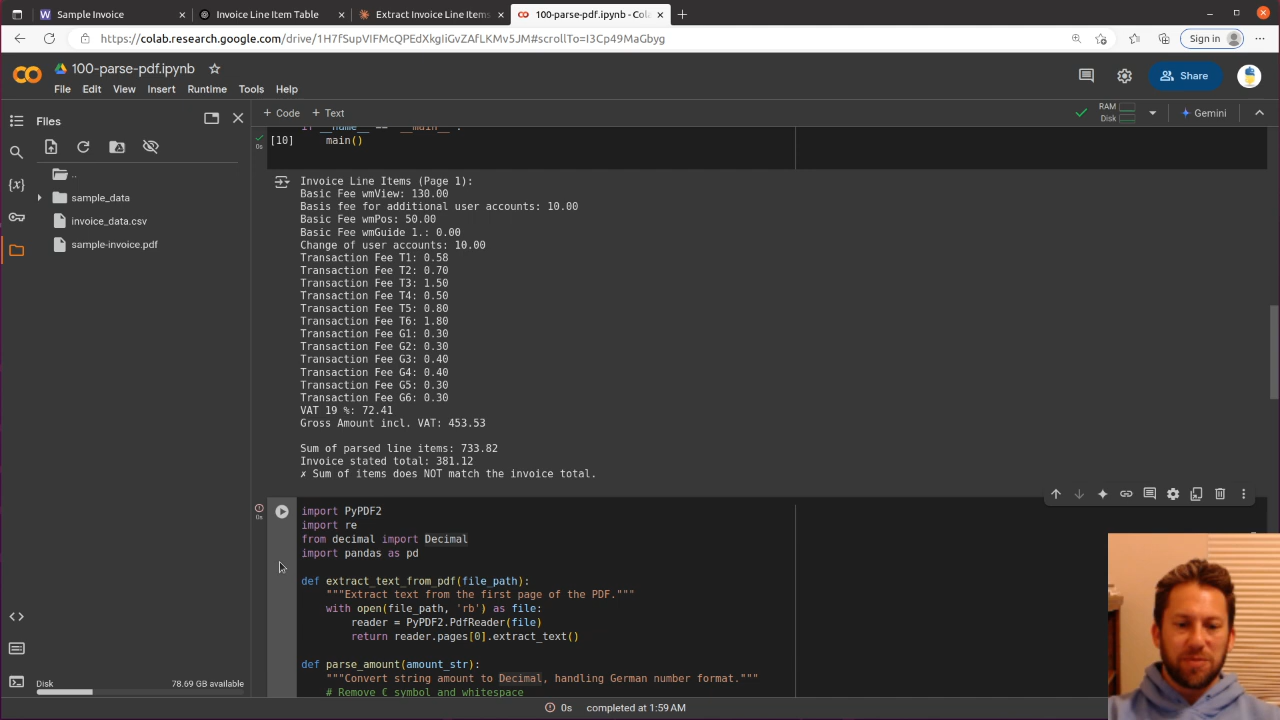 Sample Invoice
Invoice Line Item Table
Extract Invoice Line Items
100-parse-pdf.ipynb - Cola
https://colab.research.google.com/drive/1H7fSupVIFMcQPEdXkgIiGvZAfLKMv5JM#scrollTo=I3Cp49MaGbyg
Sign in
100-parse-pdf.ipynb
File Edit View Insert Runtime Tools Help
Share
Files
+ Code + Text
RAM
Disk
Gemini
..
sample_data
invoice_data.csv
sample-invoice.pdf
if __name__ == "__main__":
[10] main()
0s
Invoice Line Items (Page 1):
Basic Fee wmView: 130.00
Basis fee for additional user accounts: 10.00
Basic Fee wmPos: 50.00
Basic Fee wmGuide 1.: 0.00
Change of user accounts: 10.00
Transaction Fee T1: 0.58
Transaction Fee T2: 0.70
Transaction Fee T3: 1.50
Transaction Fee T4: 0.50
Transaction Fee T5: 0.80
Transaction Fee T6: 1.80
Transaction Fee G1: 0.30
Transaction Fee G2: 0.30
Transaction Fee G3: 0.40
Transaction Fee G4: 0.40
Transaction Fee G5: 0.30
Transaction Fee G6: 0.30
VAT 19 %: 72.41
Gross Amount incl. VAT: 453.53
Sum of parsed line items: 733.82
Invoice stated total: 381.12
✗ Sum of items does NOT match the invoice total.
0s
import PyPDF2
import re
from decimal import Decimal
import pandas as pd
def extract_text_from_pdf(file_path):
"""Extract text from the first page of the PDF."""
with open(file_path, 'rb') as file:
reader = PyPDF2.PdfReader(file)
return reader.pages[0].extract_text()
def parse_amount(amount_str):
"""Convert string amount to Decimal, handling German number format."""
# Remove € symbol and whitespace
Disk
78.69 GB available
0s completed at 1:59 AM